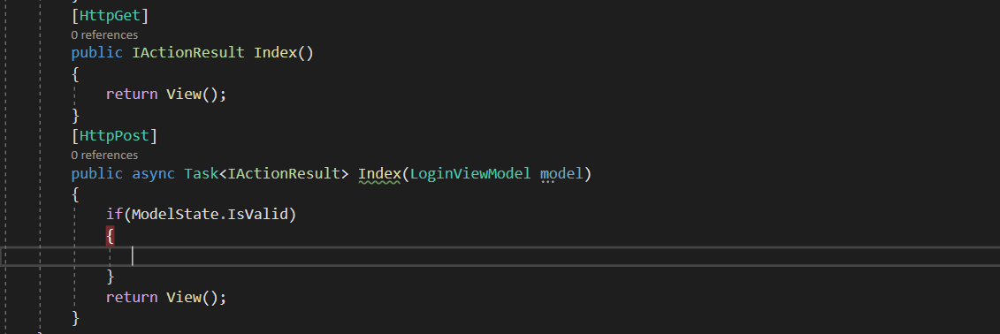 [HttpGet]
0 references
public IActionResult Index()
{
return View();
}
[HttpPost]
0 references
public async Task<IActionResult> Index(LoginViewModel model)
{
if(ModelState.IsValid)
{
}
return View();
}